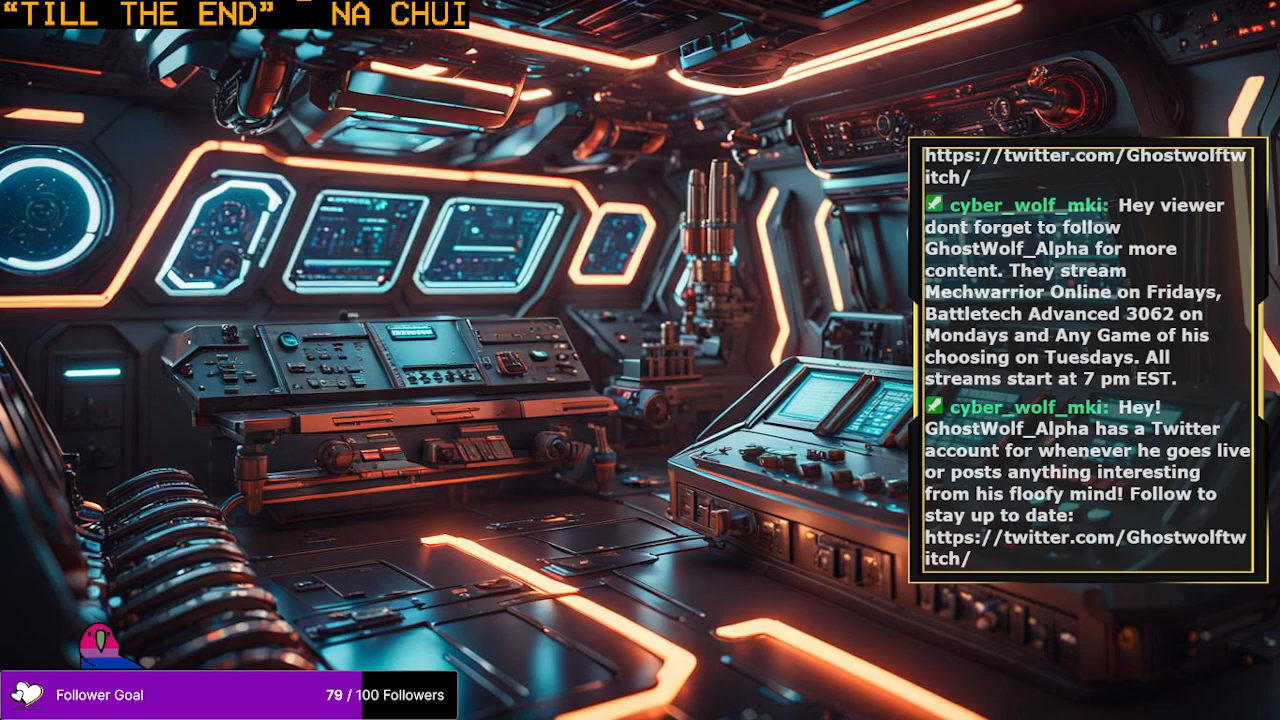 “TILL THE END” ~ NA CHUI
https://twitter.com/Ghostwolftw
itch/
cyber_wolf_mki: Hey viewer
dont forget to follow
GhostWolf_Alpha for more
content. They stream
Mechwarrior Online on Fridays,
Battletech Advanced 3062 on
Mondays and Any Game of his
choosing on Tuesdays. All
streams start at 7 pm EST.
cyber_wolf_mki: Hey!
GhostWolf_Alpha has a Twitter
account for whenever he goes live
or posts anything interesting
from his floofy mind! Follow to
stay up to date:
https://twitter.com/Ghostwolftw
itch/
Follower Goal 79 / 100 Followers